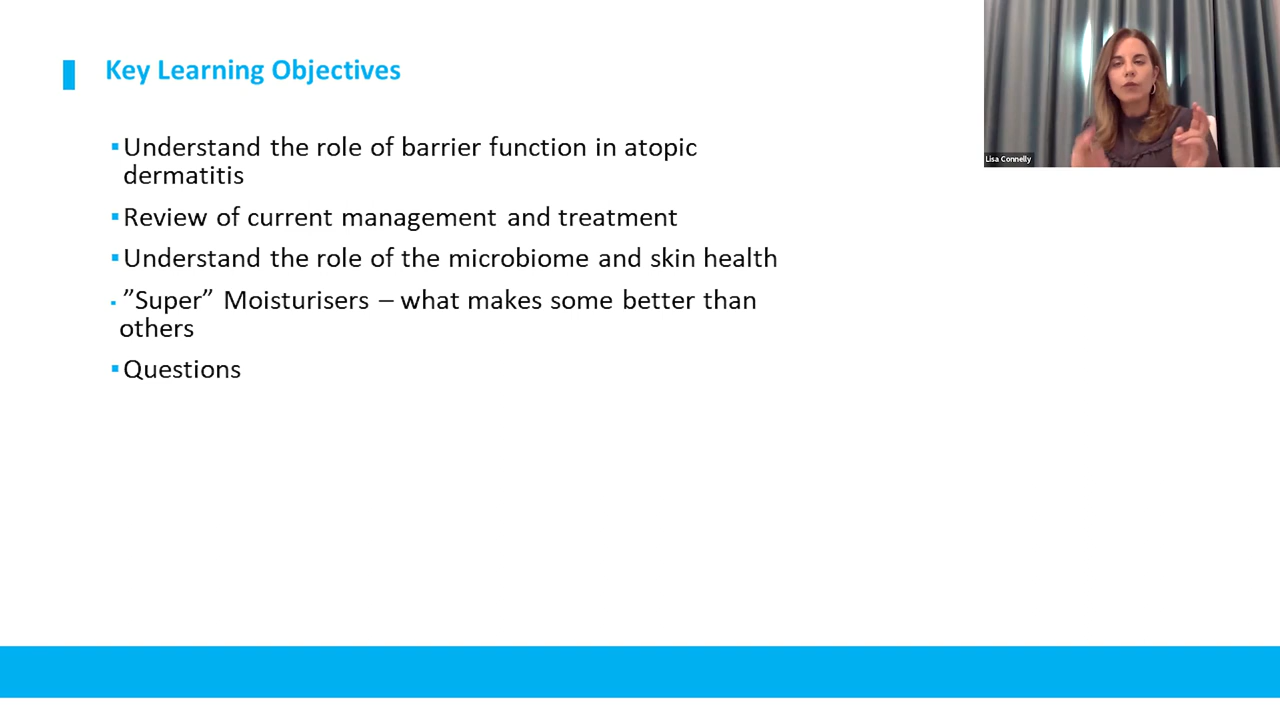 Key Learning Objectives
▪Understand the role of barrier function in atopic
dermatitis
▪Review of current management and treatment
▪Understand the role of the microbiome and skin health
▪”Super” Moisturisers – what makes some better than
others
▪Questions
Lisa Connelly